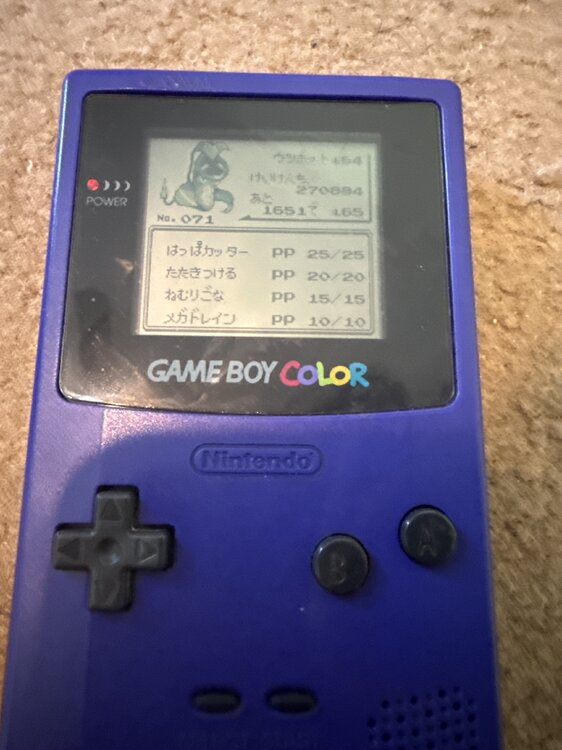 ウツボット :L64
けいけんち
270884
あと
1651で :L65
No.071
はっぱカッター PP 25/25
たたきつける PP 20/20
ねむりごな PP 15/15
メガドレイン PP 10/10
POWER
GAME BOY COLOR
Nintendo
B
A